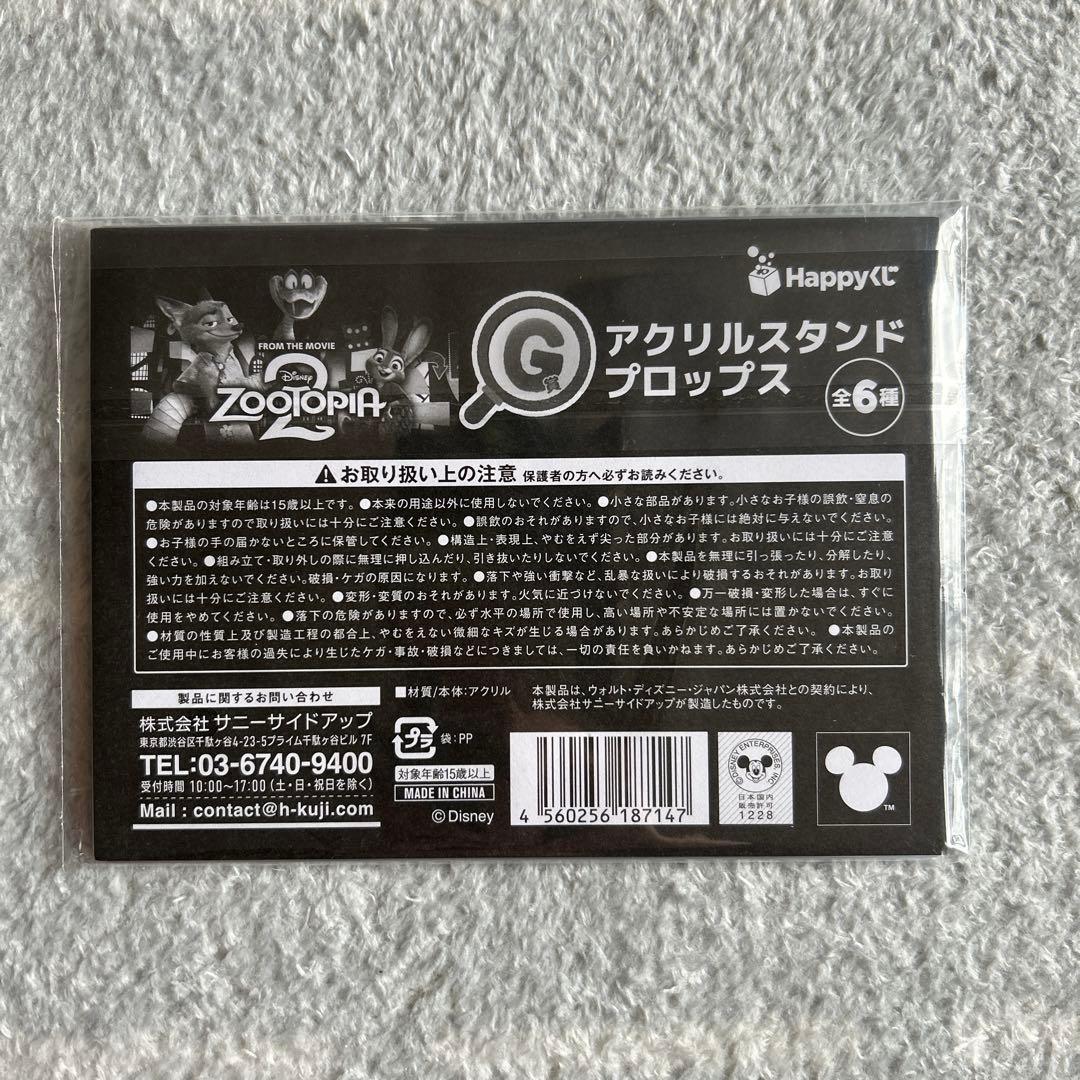 Happyくじ
FROM THE MOVIE
DISNEY
ZOOTOPIA
2
G賞
アクリルスタンド
プロップス
全6種
⚠お取り扱い上の注意 保護者の方へ必ずお読みください。
●本製品の対象年齢は15歳以上です。 ●本来の用途以外に使用しないでください。 ●小さな部品があります。小さなお子様の誤飲・窒息の
危険がありますので取り扱いには十分にご注意ください。 ●誤飲のおそれがありますので、小さなお子様には絶対に与えないでください。
●お子様の手の届かないところに保管してください。 ●構造上・表現上、やむをえず尖った部分があります。お取り扱いには十分にご注意
ください。 ●組み立て・取り外しの際に無理に押し込んだり、引き抜いたりしないでください。 ●本製品を無理に引っ張ったり、分解したり、
強い力を加えないでください。破損・ケガの原因になります。 ●落下や強い衝撃など、乱暴な扱いにより破損するおそれがあります。お取り
扱いには十分にご注意ください。 ●変形・変質のおそれがあります。火気に近づけないでください。 ●万一破損・変形した場合は、すぐに
使用をやめてください。 ●落下の危険がありますので、必ず水平の場所で使用し、高い場所や不安定な場所には置かないでください。
●材質の性質上及び製造工程の都合上、やむをえない微細なキズが生じる場合があります。あらかじめご了承ください。 ●本製品の
ご使用中にお客様の過失により生じたケガ・事故・破損などにつきましては、一切の責任を負いかねます。あらかじめご了承ください。
製品に関するお問い合わせ
株式会社 サニーサイドアップ
東京都渋谷区千駄ヶ谷4-23-5プライム千駄ヶ谷ビル 7F
TEL:03-6740-9400
受付時間 10:00〜17:00 (土・日・祝日を除く)
Mail : contact@h-kuji.com
■材質/本体:アクリル
プラ 袋:PP
対象年齢15歳以上
MADE IN CHINA
©Disney
本製品は、ウォルト・ディズニー・ジャパン株式会社との契約により、
株式会社サニーサイドアップが製造したものです。
4 560256 187147
©DISNEY ENTERPRISES, INC.
日本国内
販売許可
1228
TM